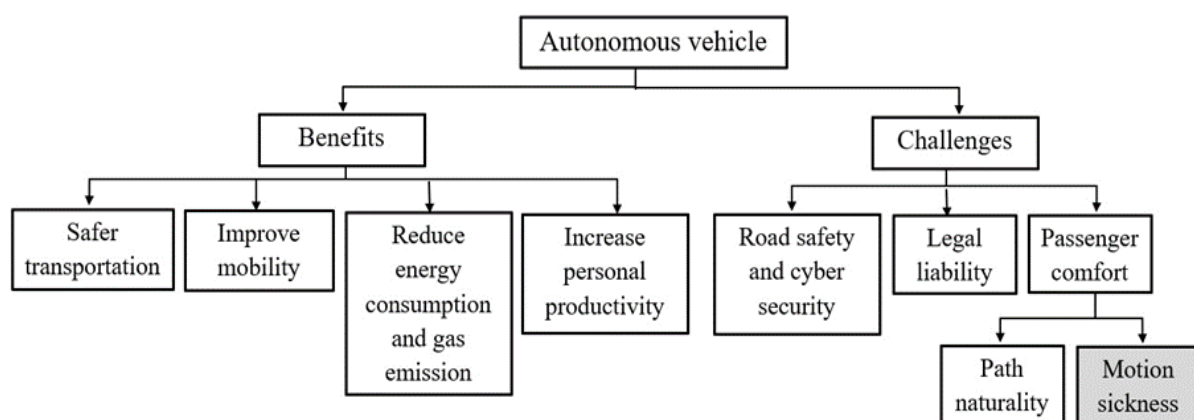 Autonomous vehicle
Benefits
Challenges
Safer
transportation
Improve
mobility
Reduce
energy
consumption
and gas
emission
Increase
personal
productivity
Road safety
and cyber
security
Legal
liability
Passenger
comfort
Path
naturality
Motion
sickness